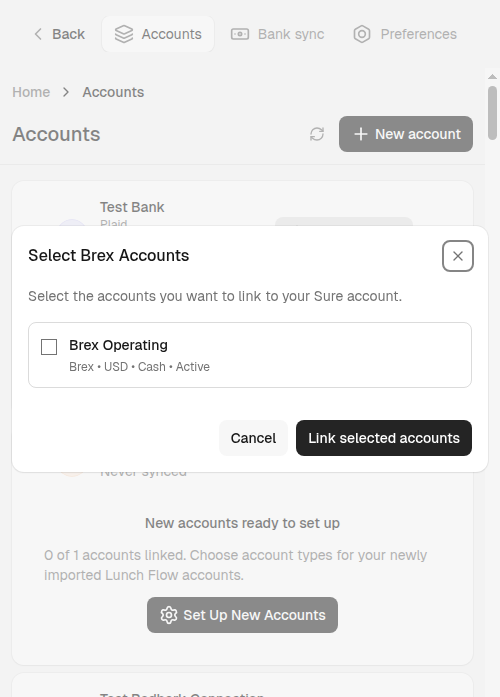 Back
Accounts
Bank sync
Preferences
Home
Accounts
Accounts
New account
Test Bank
Plaid
Select Brex Accounts
Select the accounts you want to link to your Sure account.
Brex Operating
Brex • USD • Cash • Active
Cancel
Link selected accounts
Never synced
New accounts ready to set up
0 of 1 accounts linked. Choose account types for your newly
imported Lunch Flow accounts.
Set Up New Accounts